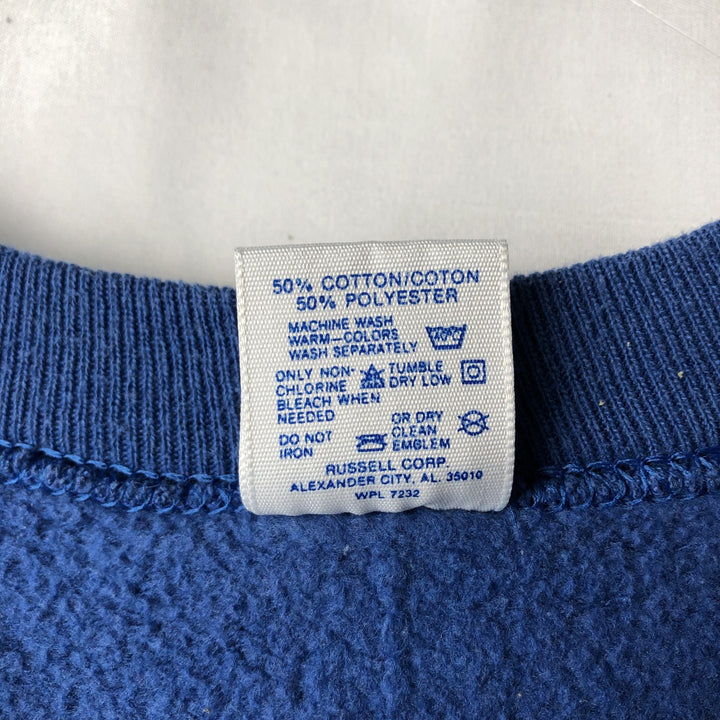 50% COTTON/COTON
50% POLYESTER
MACHINE WASH
WARM-COLORS
WASH SEPARATELY
ONLY NON-
CHLORINE
BLEACH WHEN
NEEDED
TUMBLE
DRY LOW
DO NOT
IRON
OR DRY
CLEAN
EMBLEM
RUSSELL CORP.
ALEXANDER CITY, AL. 35010
WPL 7232